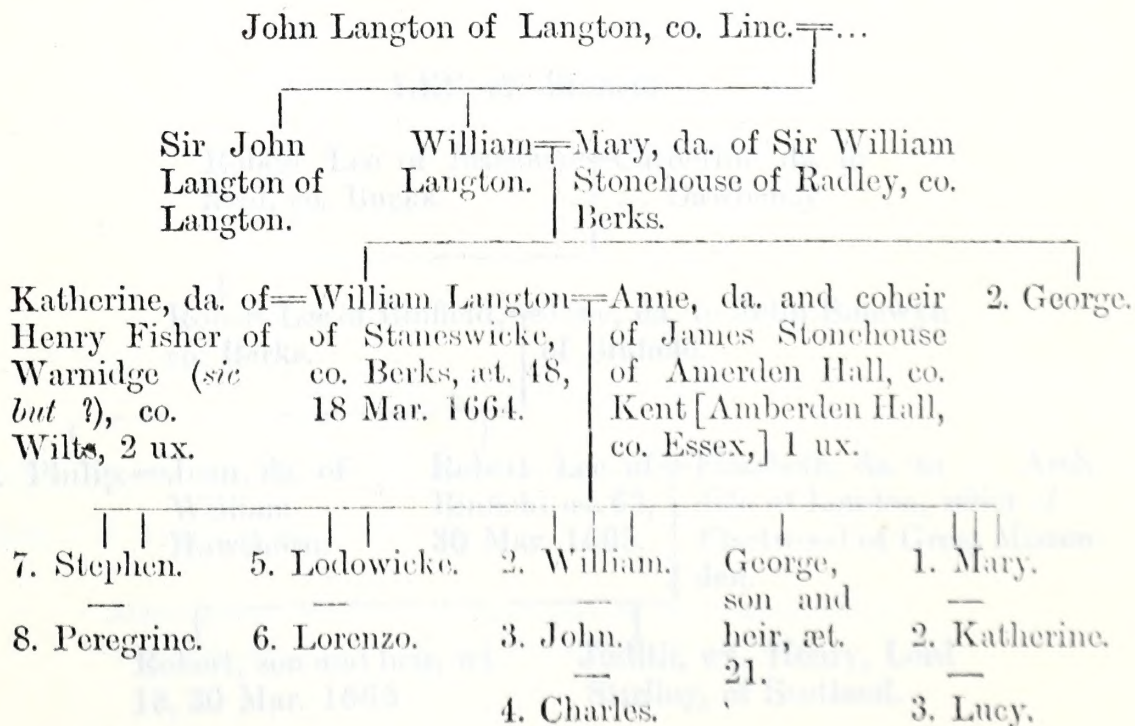 John Langton of Langton, co. Linc.=...
Sir John
Langton of
Langton.
William=
Langton.
Mary, da. of Sir William
Stonehouse of Radley, co.
Berks.
Katherine, da. of=
Henry Fisher of
Warnidge (sic
but ?), co.
Wilts, 2 ux.
William Langton=
of Staneswicke,
co. Berks, æt. 48,
18 Mar. 1664.
Anne, da. and coheir
of James Stonehouse
of Amerden Hall, co.
Kent [Amberden Hall,
co. Essex,] 1 ux.
2. George.
7. Stephen.
—
8. Peregrine.
5. Lodowicke.
—
6. Lorenzo.
2. William.
—
3. John.
—
4. Charles.
George,
son and
heir, æt.
21.
1. Mary.
—
2. Katherine.
—
3. Lucy.